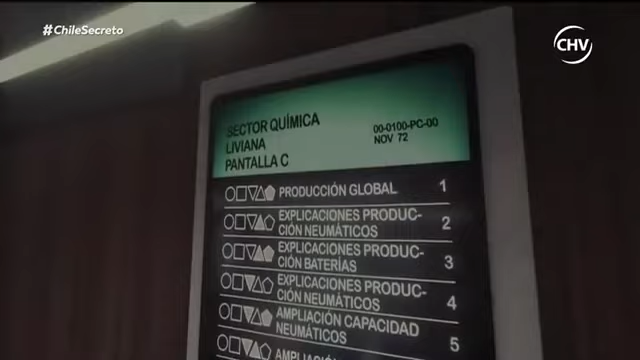 #ChileSecreto
CHV
SECTOR QUÍMICA
LIVIANA
PANTALLA C
00-0100-PC-00
NOV 72
PRODUCCIÓN GLOBAL 1
EXPLICACIONES PRODUC-
CIÓN NEUMÁTICOS 2
EXPLICACIONES PRODUC-
CIÓN BATERÍAS 3
EXPLICACIONES PRODUC-
CIÓN NEUMÁTICOS 4
AMPLIACIÓN CAPACIDAD
NEUMÁTICOS 5
AMPLIACIÓN